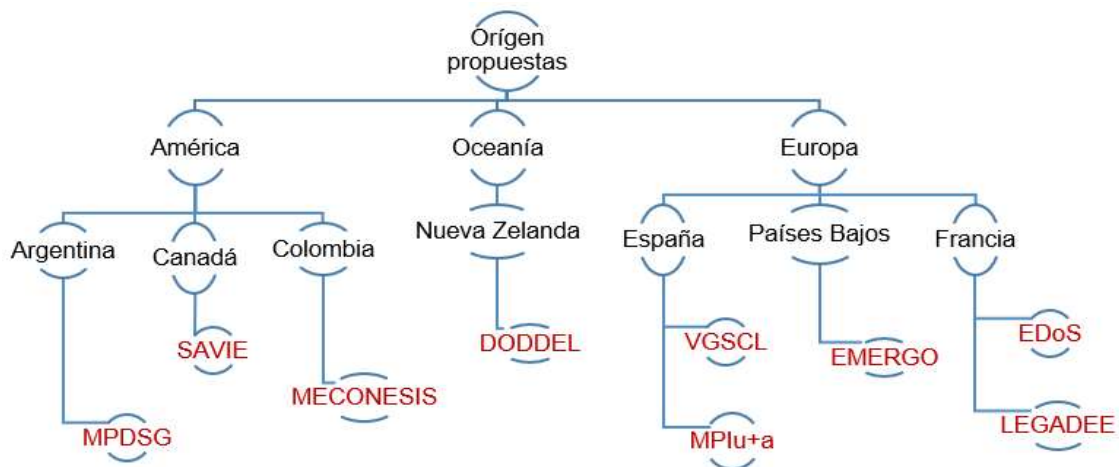 Orígen
propuestas
América
Oceanía
Europa
Argentina
Canadá
Colombia
Nueva Zelanda
España
Países Bajos
Francia
SAVIE
MECONESIS
MPDSG
DODDEL
VGSCL
MPIu+a
EMERGO
EDoS
LEGADEE